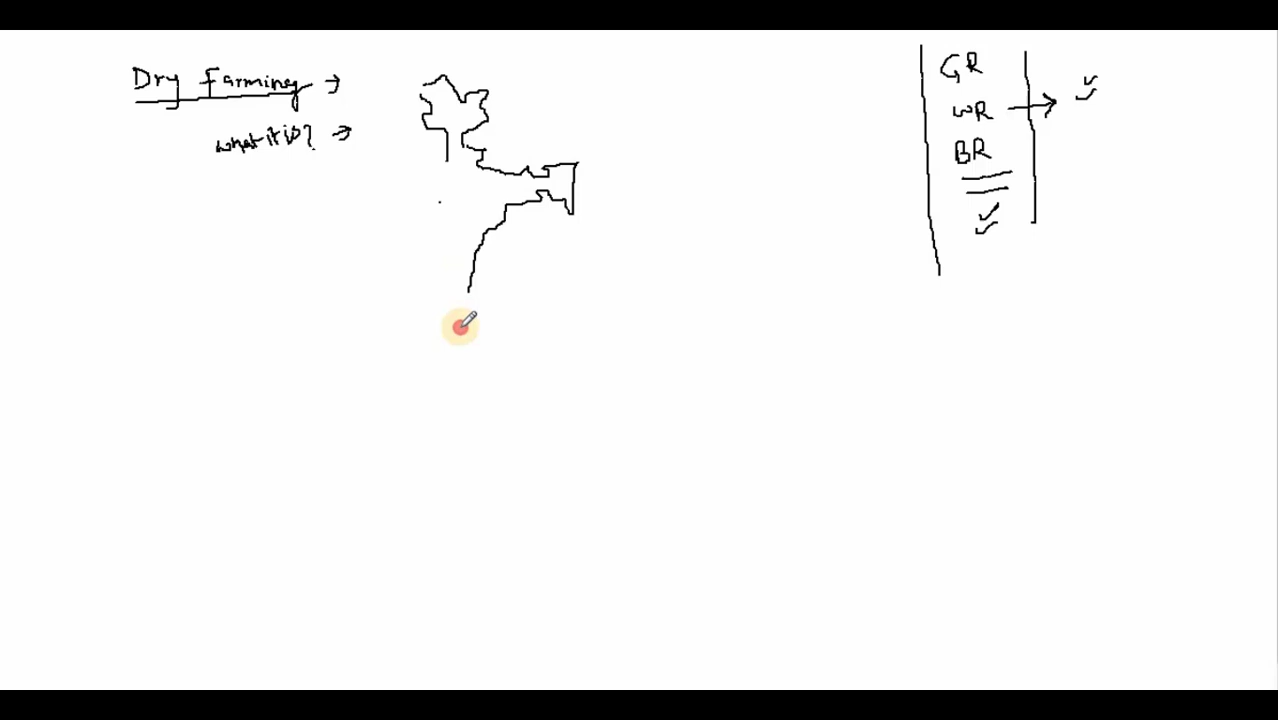 Dry Farming →
what it is? →
GR
WR →
BR